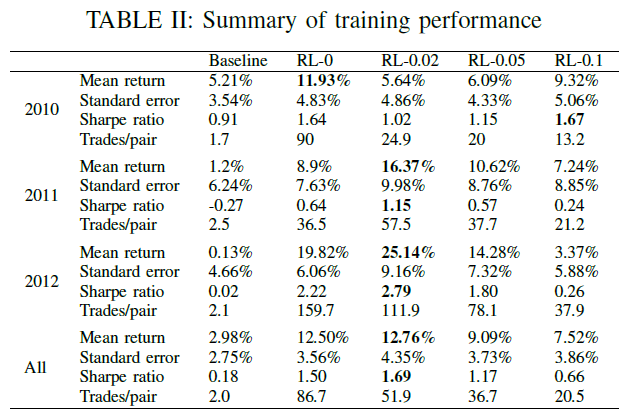 TABLE II: Summary of training performance
Baseline RL-0 RL-0.02 RL-0.05 RL-0.1
2010
Mean return 5.21% 11.93% 5.64% 6.09% 9.32%
Standard error 3.54% 4.83% 4.86% 4.33% 5.06%
Sharpe ratio 0.91 1.64 1.02 1.15 1.67
Trades/pair 1.7 90 24.9 20 13.2
2011
Mean return 1.2% 8.9% 16.37% 10.62% 7.24%
Standard error 6.24% 7.63% 9.98% 8.76% 8.85%
Sharpe ratio -0.27 0.64 1.15 0.57 0.24
Trades/pair 2.5 36.5 57.5 37.7 21.2
2012
Mean return 0.13% 19.82% 25.14% 14.28% 3.37%
Standard error 4.66% 6.06% 9.16% 7.32% 5.88%
Sharpe ratio 0.02 2.22 2.79 1.80 0.26
Trades/pair 2.1 159.7 111.9 78.1 37.9
All
Mean return 2.98% 12.50% 12.76% 9.09% 7.52%
Standard error 2.75% 3.56% 4.35% 3.73% 3.86%
Sharpe ratio 0.18 1.50 1.69 1.17 0.66
Trades/pair 2.0 86.7 51.9 36.7 20.5